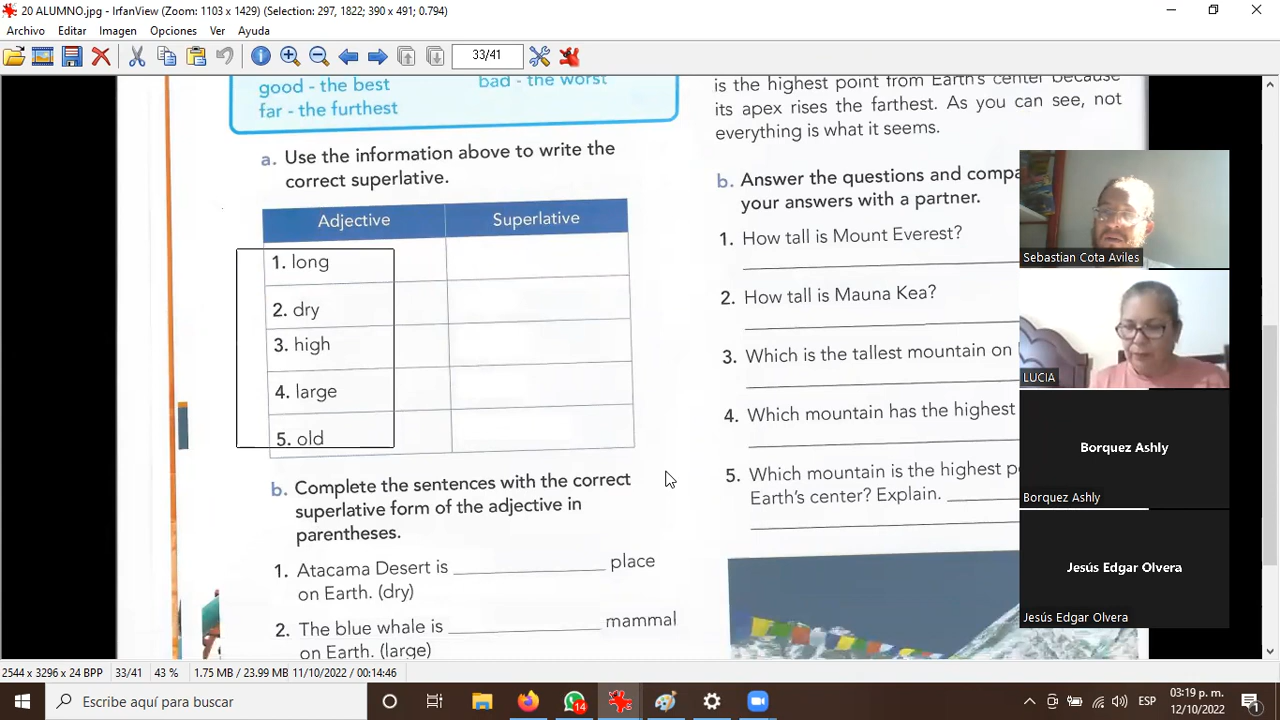 20 ALUMNO.jpg - IrfanView (Zoom: 1103 x 1429) (Selection: 297, 1822; 390 x 491; 0.794)
Archivo Editar Imagen Opciones Ver Ayuda
33/41
good - the best
bad - the worst
far - the furthest
a. Use the information above to write the
correct superlative.
Adjective Superlative
1. long
2. dry
3. high
4. large
5. old
b. Complete the sentences with the correct
superlative form of the adjective in
parentheses.
1. Atacama Desert is ____________ place
on Earth. (dry)
2. The blue whale is ____________ mammal
on Earth. (large)
is the highest point from Earth's center because
its apex rises the farthest. As you can see, not
everything is what it seems.
b. Answer the questions and compa
your answers with a partner.
1. How tall is Mount Everest?
2. How tall is Mauna Kea?
3. Which is the tallest mountain on
4. Which mountain has the highest
5. Which mountain is the highest po
Earth's center? Explain. ______
Sebastian Cota Aviles
LUCIA
Borquez Ashly
Borquez Ashly
Jesús Edgar Olvera
Jesús Edgar Olvera
2544 x 3296 x 24 BPP 33/41 43 % 1.75 MB / 23.99 MB 11/10/2022 / 00:14:46
Escribe aquí para buscar
14
ESP
03:19 p. m.
12/10/2022
1